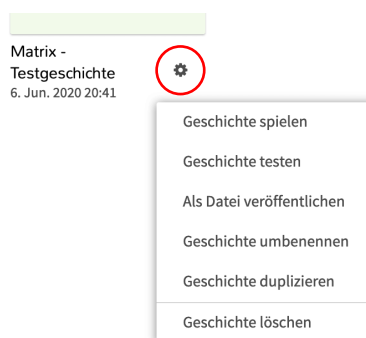 Matrix -
Testgeschichte
6. Jun. 2020 20:41
Geschichte spielen
Geschichte testen
Als Datei veröffentlichen
Geschichte umbenennen
Geschichte duplizieren
Geschichte löschen